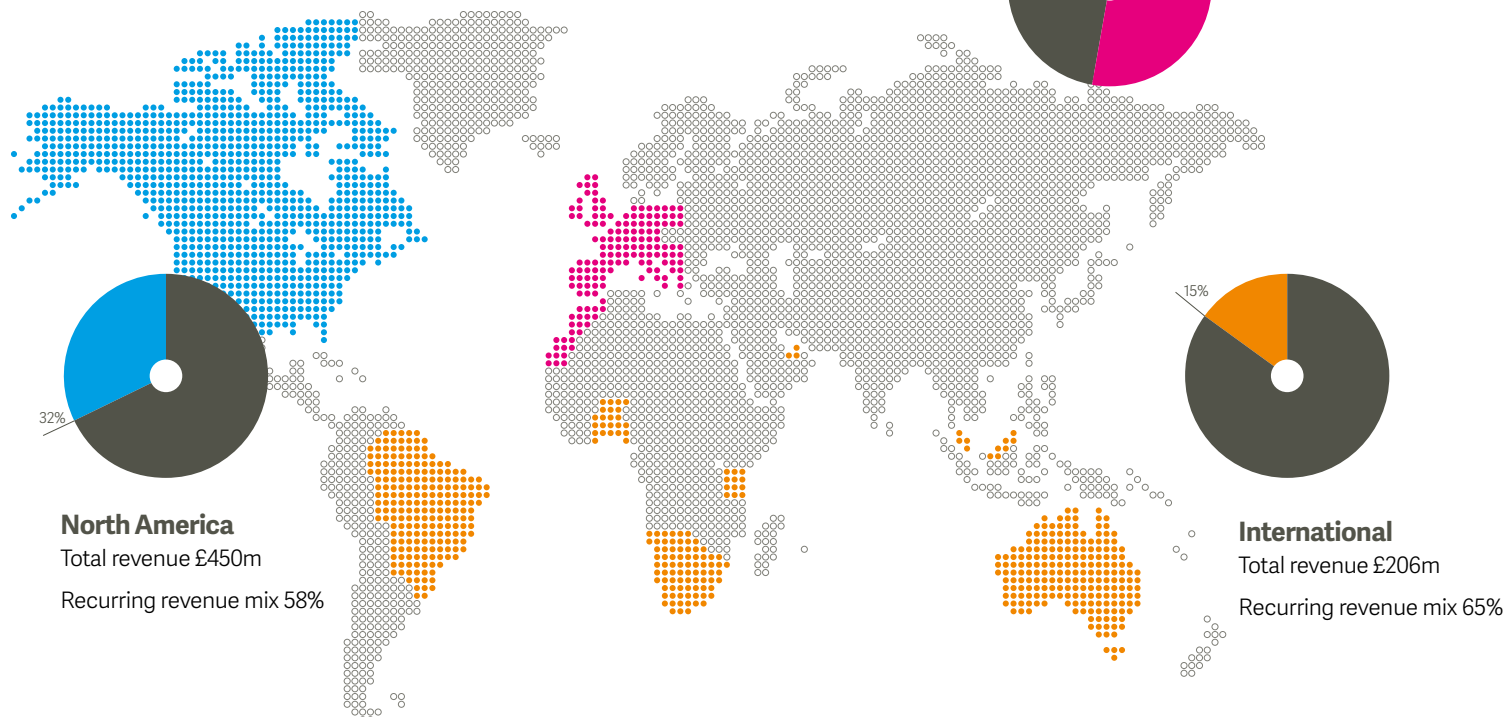 32%
North America
Total revenue £450m
Recurring revenue mix 58%
15%
International
Total revenue £206m
Recurring revenue mix 65%